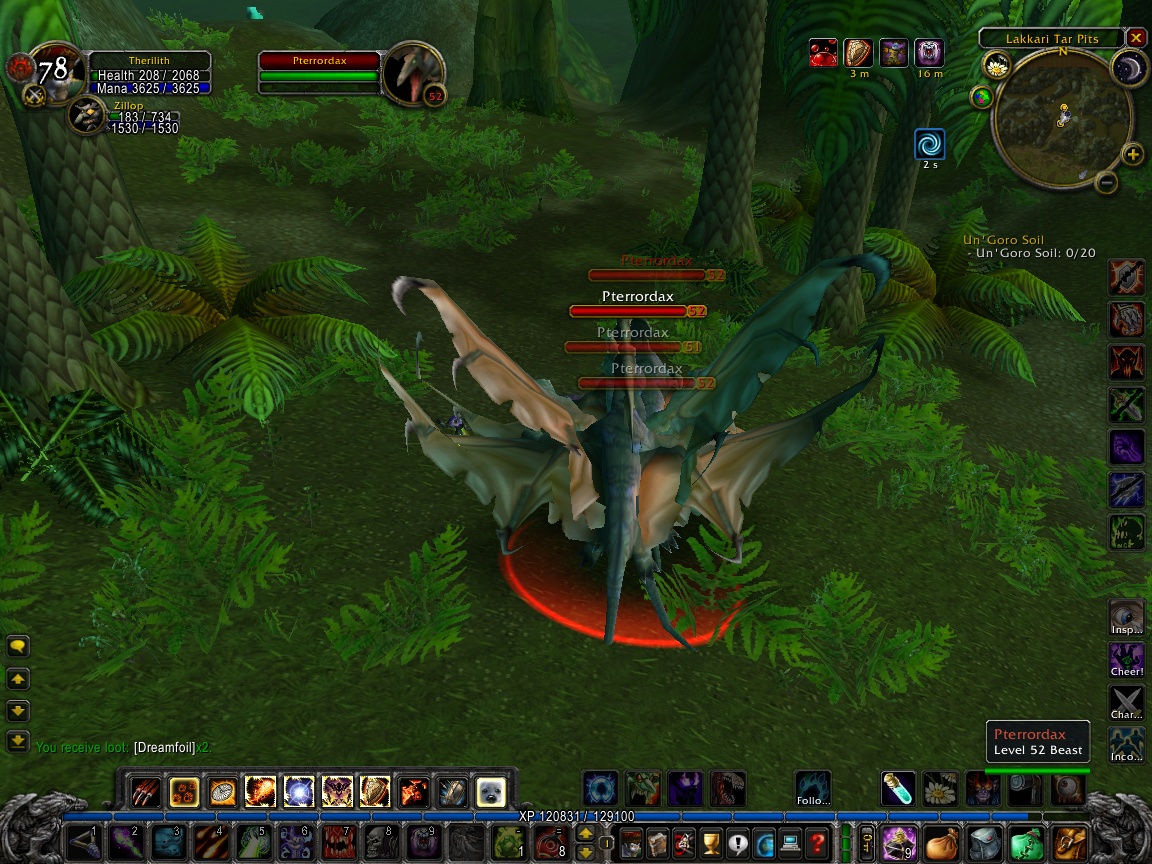 78
Therilith
Health 208 / 2068
Mana 3625 / 3625
Zillop
183 / 734
1530 / 1530
Pterrordax
52
3 m
16 m
2 s
Lakkari Tar Pits
N
Un'Goro Soil
- Un'Goro Soil: 0/20
Pterrordax
52
Pterrordax
52
Pterrordax
51
Pterrordax
52
Insp...
Cheer!
Char...
Inco...
You receive loot: [Dreamfoil]x2.
Pterrordax
Level 52 Beast
Follo...
XP 120831 / 129100
1
2
3
4
5
6
7
8
9
1
8
1
9